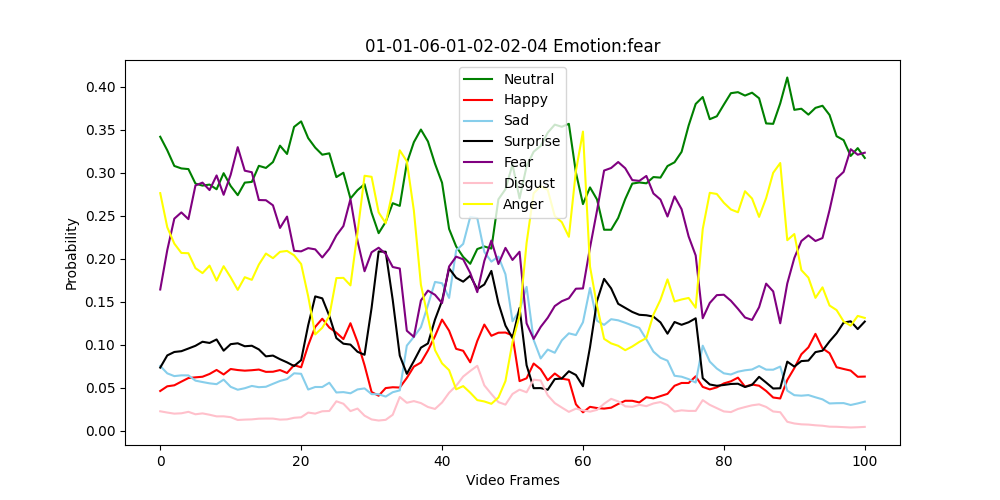 01-01-06-01-02-02-04 Emotion:fear
Probability
0.40
0.35
0.30
0.25
0.20
0.15
0.10
0.05
0.00
Neutral
Happy
Sad
Surprise
Fear
Disgust
Anger
0 20 40 60 80 100
Video Frames